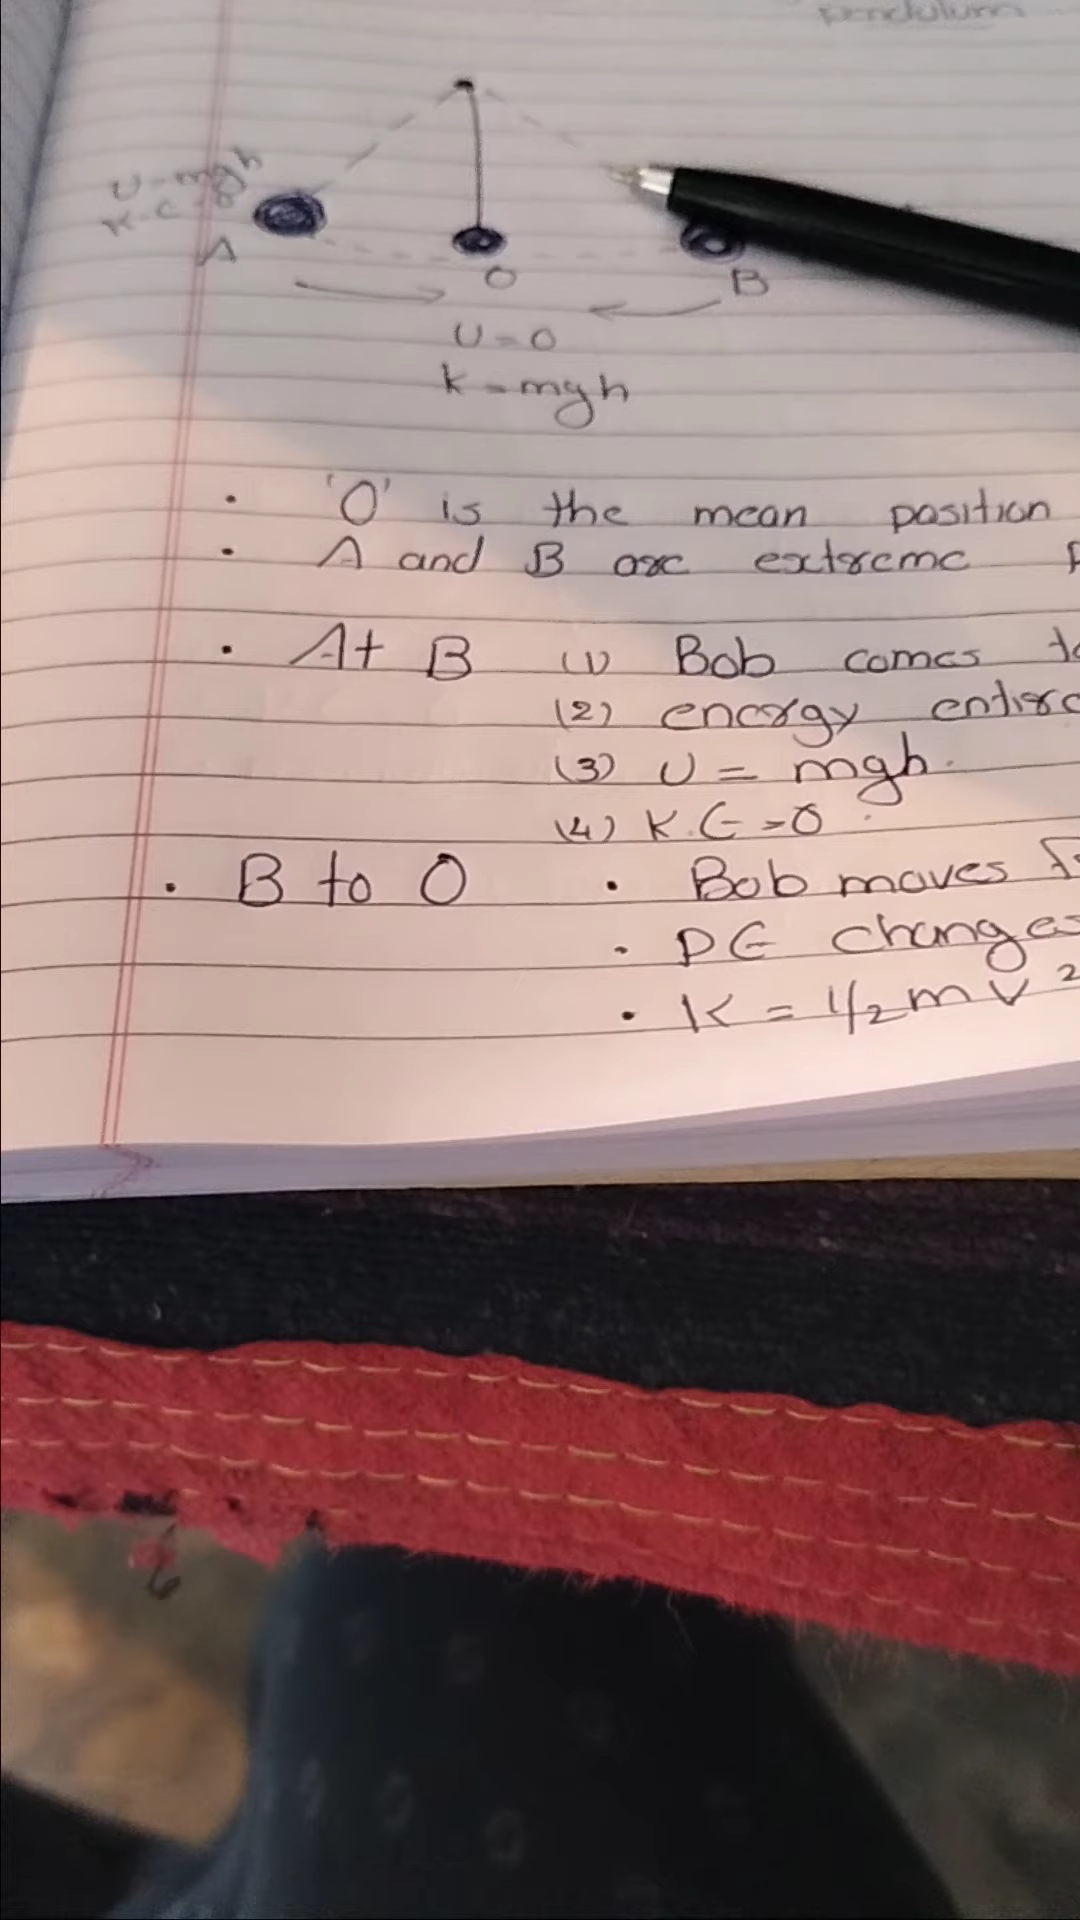 pendulum
U = mgh
K.E = 0
A
O
B
U = 0
k = mgh
• 'O' is the mean position
• A and B are extreme
• At B (1) Bob comes
(2) energy
(3) U = mgh.
(4) K.E = 0
• B to O • Bob moves
• PE changes
• K = 1/2 mv²